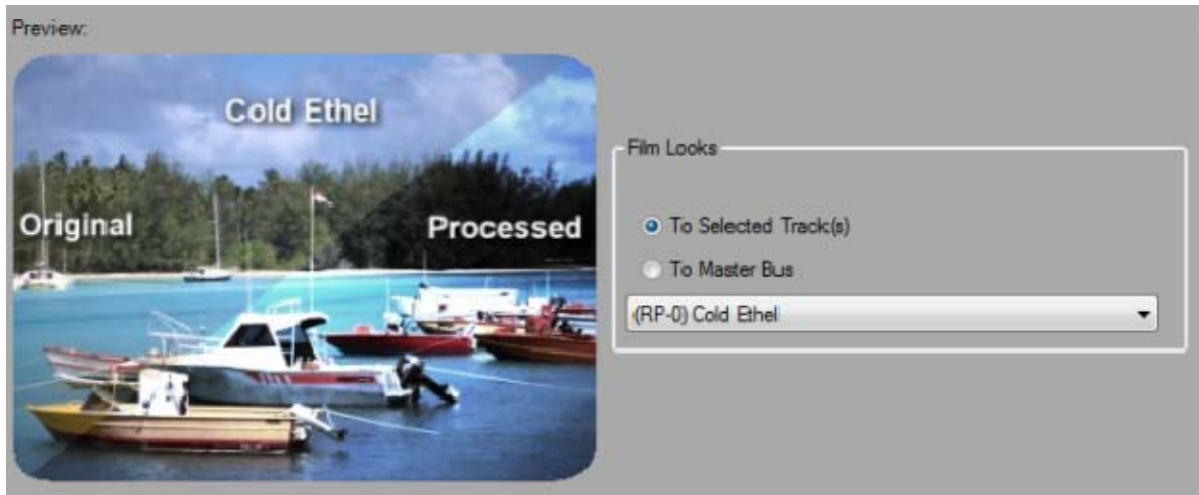 Preview:
Cold Ethel
Original
Processed
Film Looks
To Selected Track(s)
To Master Bus
(RP-0) Cold Ethel